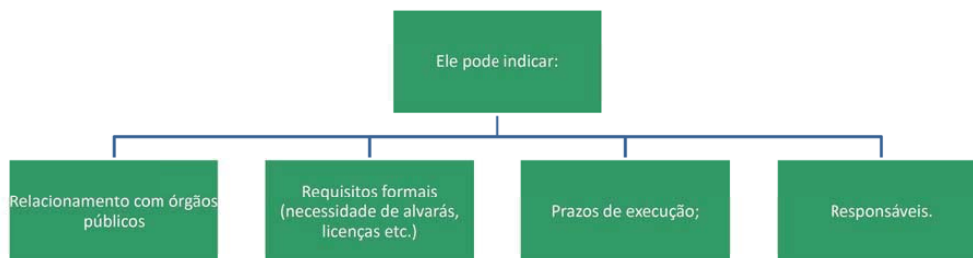 Ele pode indicar:
Relacionamento com órgãos
públicos
Requisitos formais
(necessidade de alvarás,
licenças etc.)
Prazos de execução;
Responsáveis.